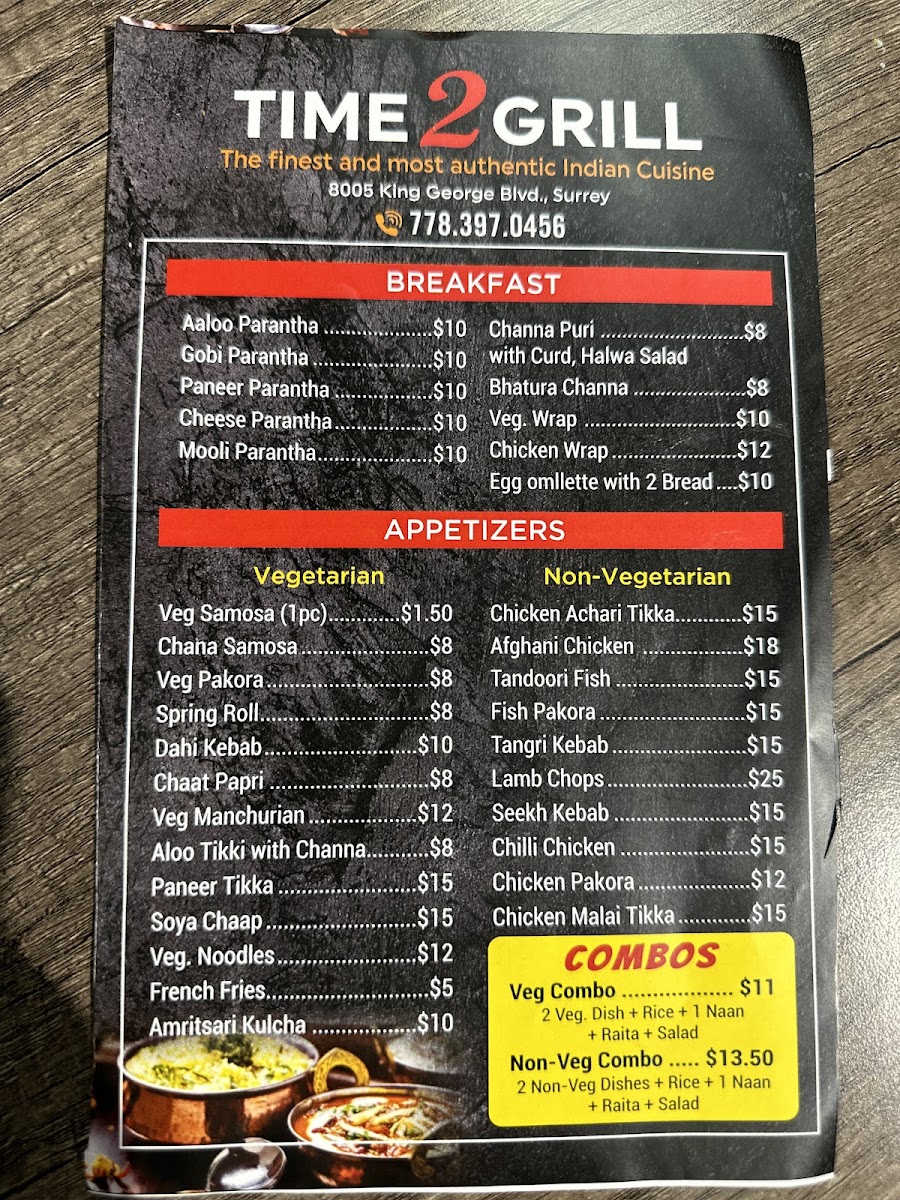 TIME 2 GRILL
The finest and most authentic Indian Cuisine
8005 King George Blvd., Surrey
778.397.0456
BREAKFAST
Aaloo Parantha ......................$10
Gobi Parantha ........................$10
Paneer Parantha ....................$10
Cheese Parantha....................$10
Mooli Parantha.......................$10
Channa Puri ..........................$8
with Curd, Halwa Salad
Bhatura Channa .....................$8
Veg. Wrap ............................$10
Chicken Wrap.......................$12
Egg omllette with 2 Bread....$10
APPETIZERS
Vegetarian
Veg Samosa (1pc)............$1.50
Chana Samosa.......................$8
Veg Pakora............................$8
Spring Roll.............................$8
Dahi Kebab...........................$10
Chaat Papri ...........................$8
Veg Manchurian ...................$12
Aloo Tikki with Channa..........$8
Paneer Tikka ........................$15
Soya Chaap..........................$15
Veg. Noodles........................$12
French Fries...........................$5
Amritsari Kulcha ..................$10
Non-Vegetarian
Chicken Achari Tikka............$15
Afghani Chicken ..................$18
Tandoori Fish .......................$15
Fish Pakora ..........................$15
Tangri Kebab........................$15
Lamb Chops.........................$25
Seekh Kebab ........................$15
Chilli Chicken .......................$15
Chicken Pakora....................$12
Chicken Malai Tikka.............$15
COMBOS
Veg Combo .................. $11
2 Veg. Dish + Rice + 1 Naan
+ Raita + Salad
Non-Veg Combo ..... $13.50
2 Non-Veg Dishes + Rice + 1 Naan
+ Raita + Salad